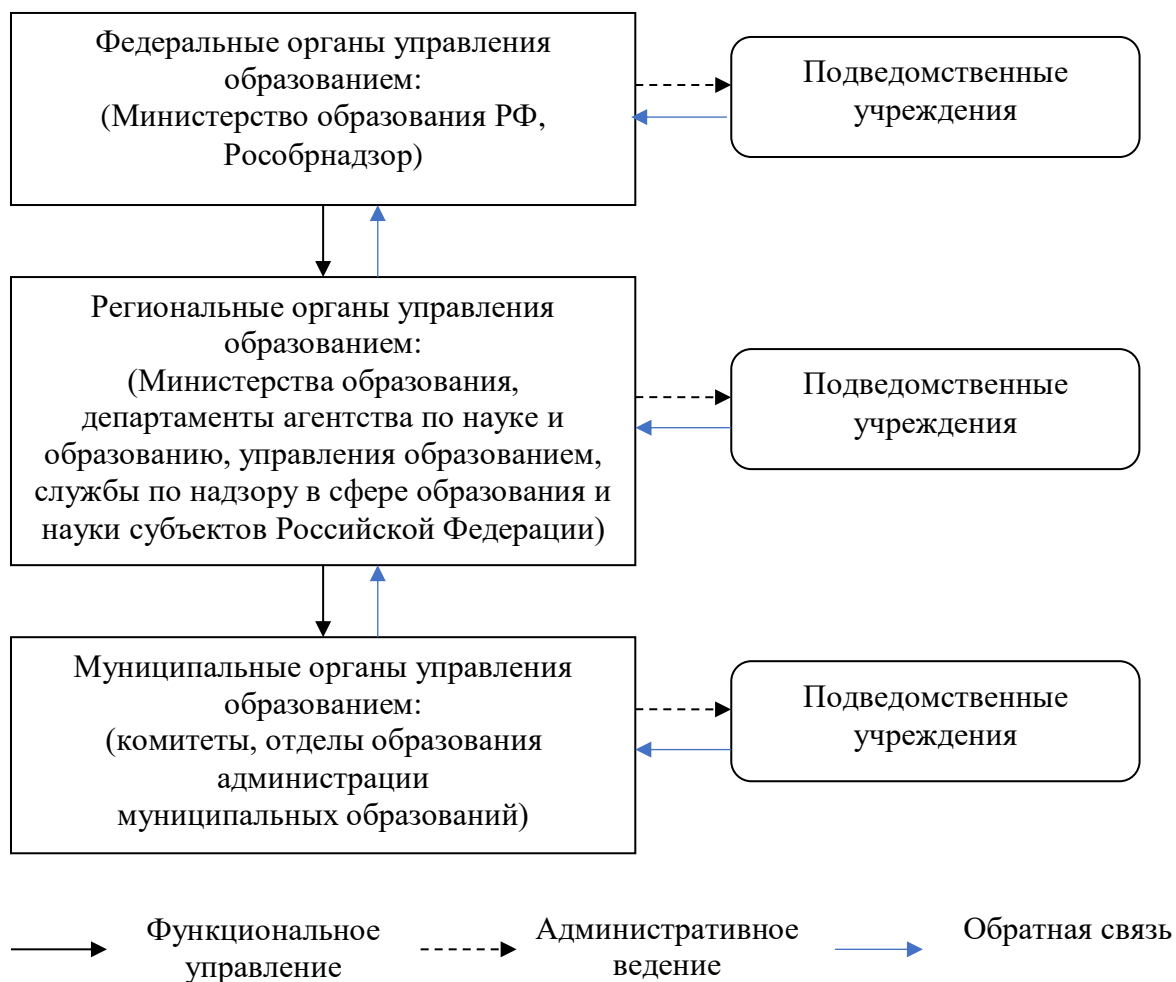 Федеральные органы управления
образованием:
(Министерство образования РФ,
Рособрнадзор)
Подведомственные
учреждения
Региональные органы управления
образованием:
(Министерства образования,
департаменты агентства по науке и
образованию, управления образованием,
службы по надзору в сфере образования и
науки субъектов Российской Федерации)
Подведомственные
учреждения
Муниципальные органы управления
образованием:
(комитеты, отделы образования
администрации
муниципальных образований)
Подведомственные
учреждения
Функциональное
управление
Административное
ведение
Обратная связь